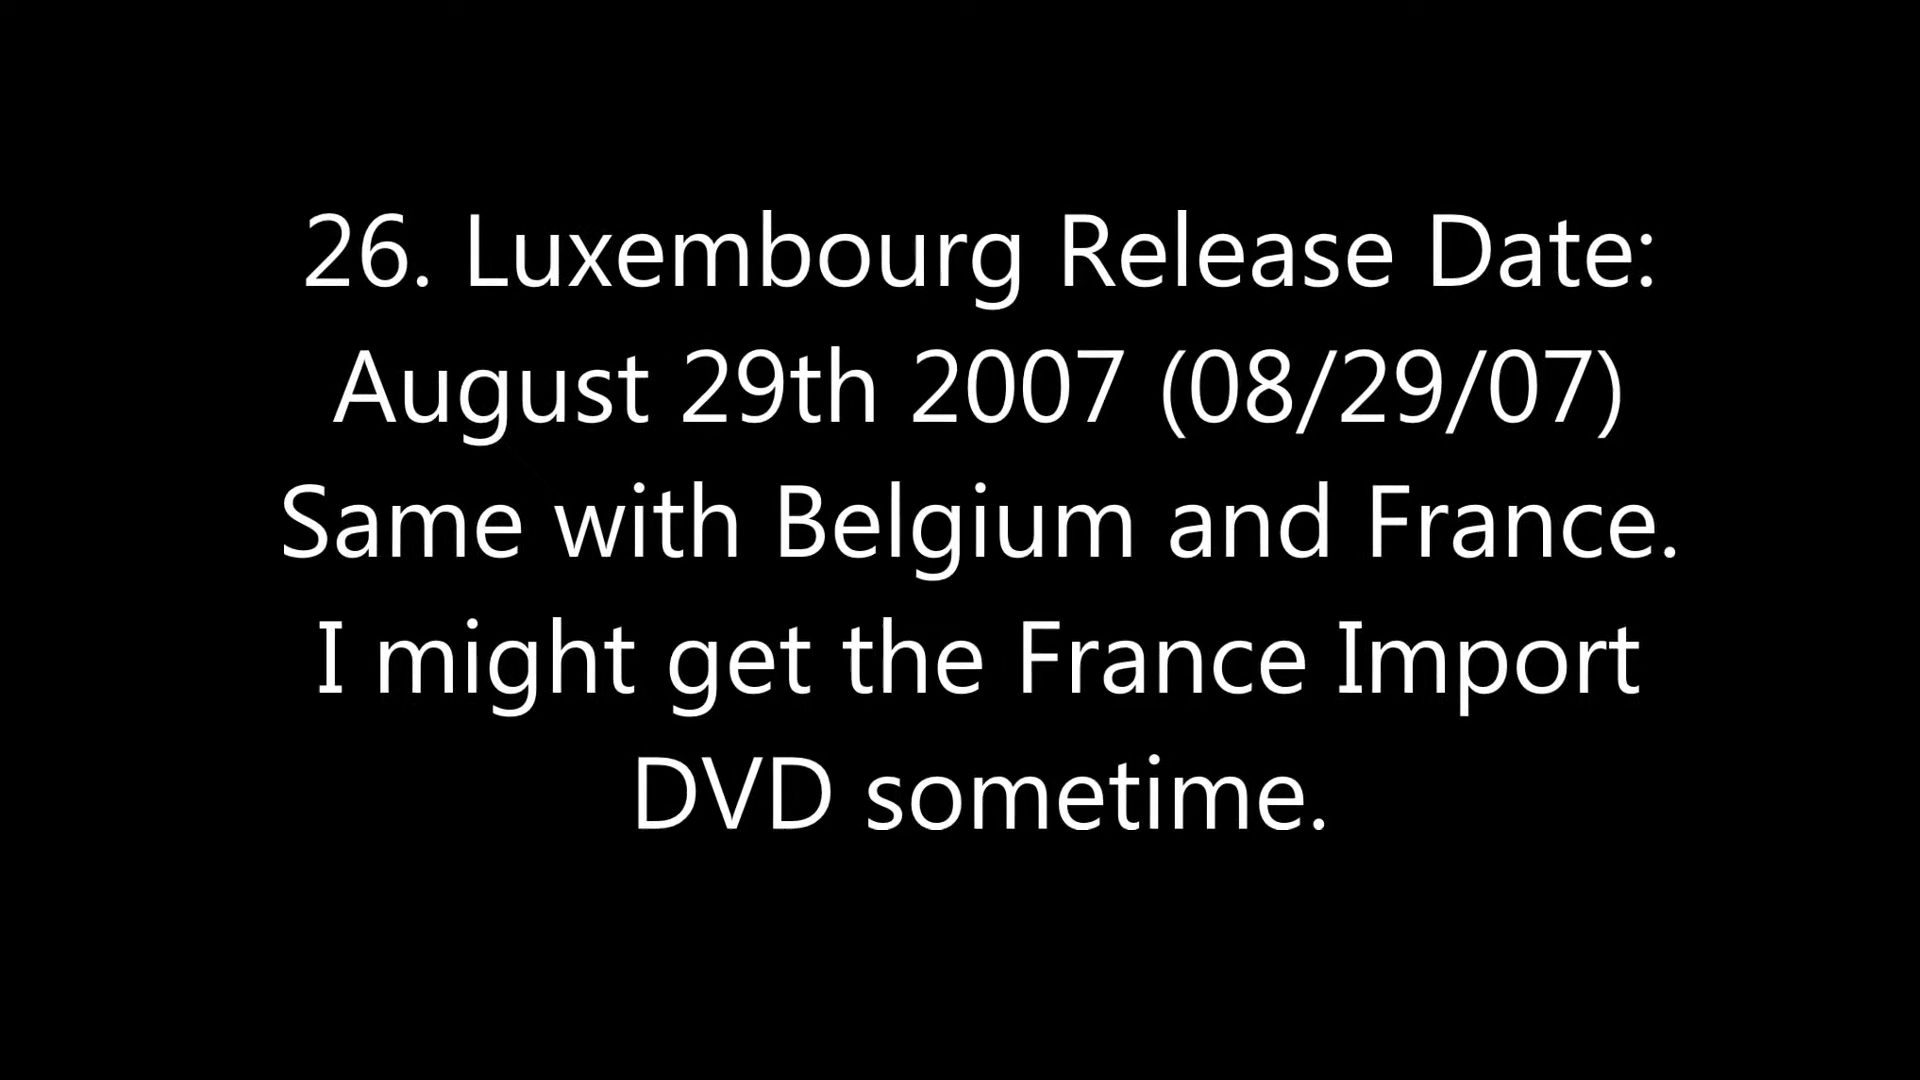 26. Luxembourg Release Date:
August 29th 2007 (08/29/07)
Same with Belgium and France.
I might get the France Import
DVD sometime.